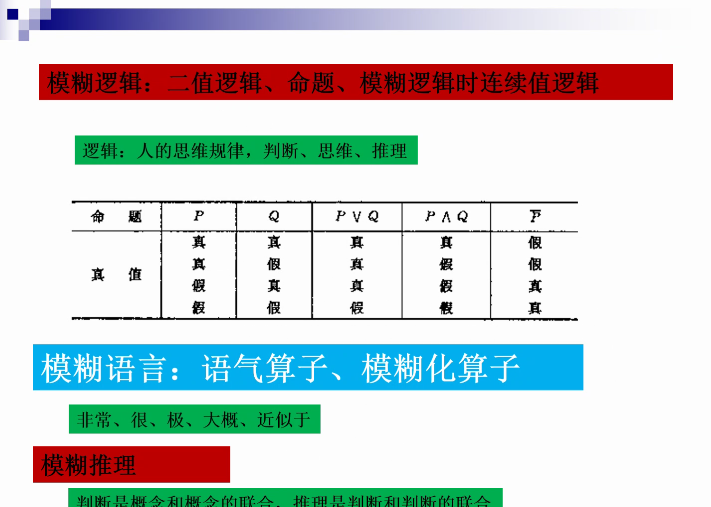 模糊逻辑：二值逻辑、命题、模糊逻辑时连续值逻辑
逻辑：人的思维规律，判断、思维、推理
命 题 P Q P∨Q P∧Q P̅
真 值
真 真 真 真 假
真 假 真 假 假
假 真 真 假 真
假 假 假 假 真
模糊语言：语气算子、模糊化算子
非常、很、极、大概、近似于
模糊推理
判断是概念和概念的联合，推理是判断和判断的联合